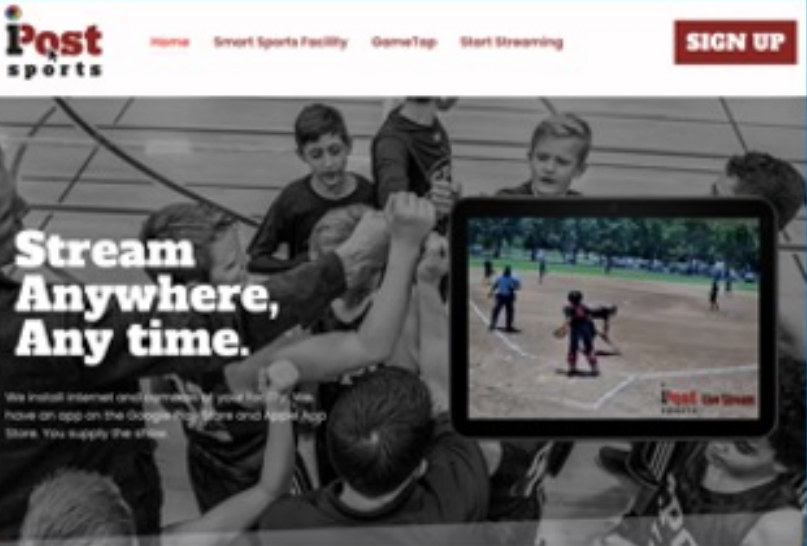 iPost
sports
Home Smart Sports Facility GameTap Start Streaming
SIGN UP
Stream
Anywhere,
Any time.
We install internet and cameras at your facility. We
have an app on the Google Play Store and Apple App
Store. You supply the show.
iPost Live Stream
SPORTS